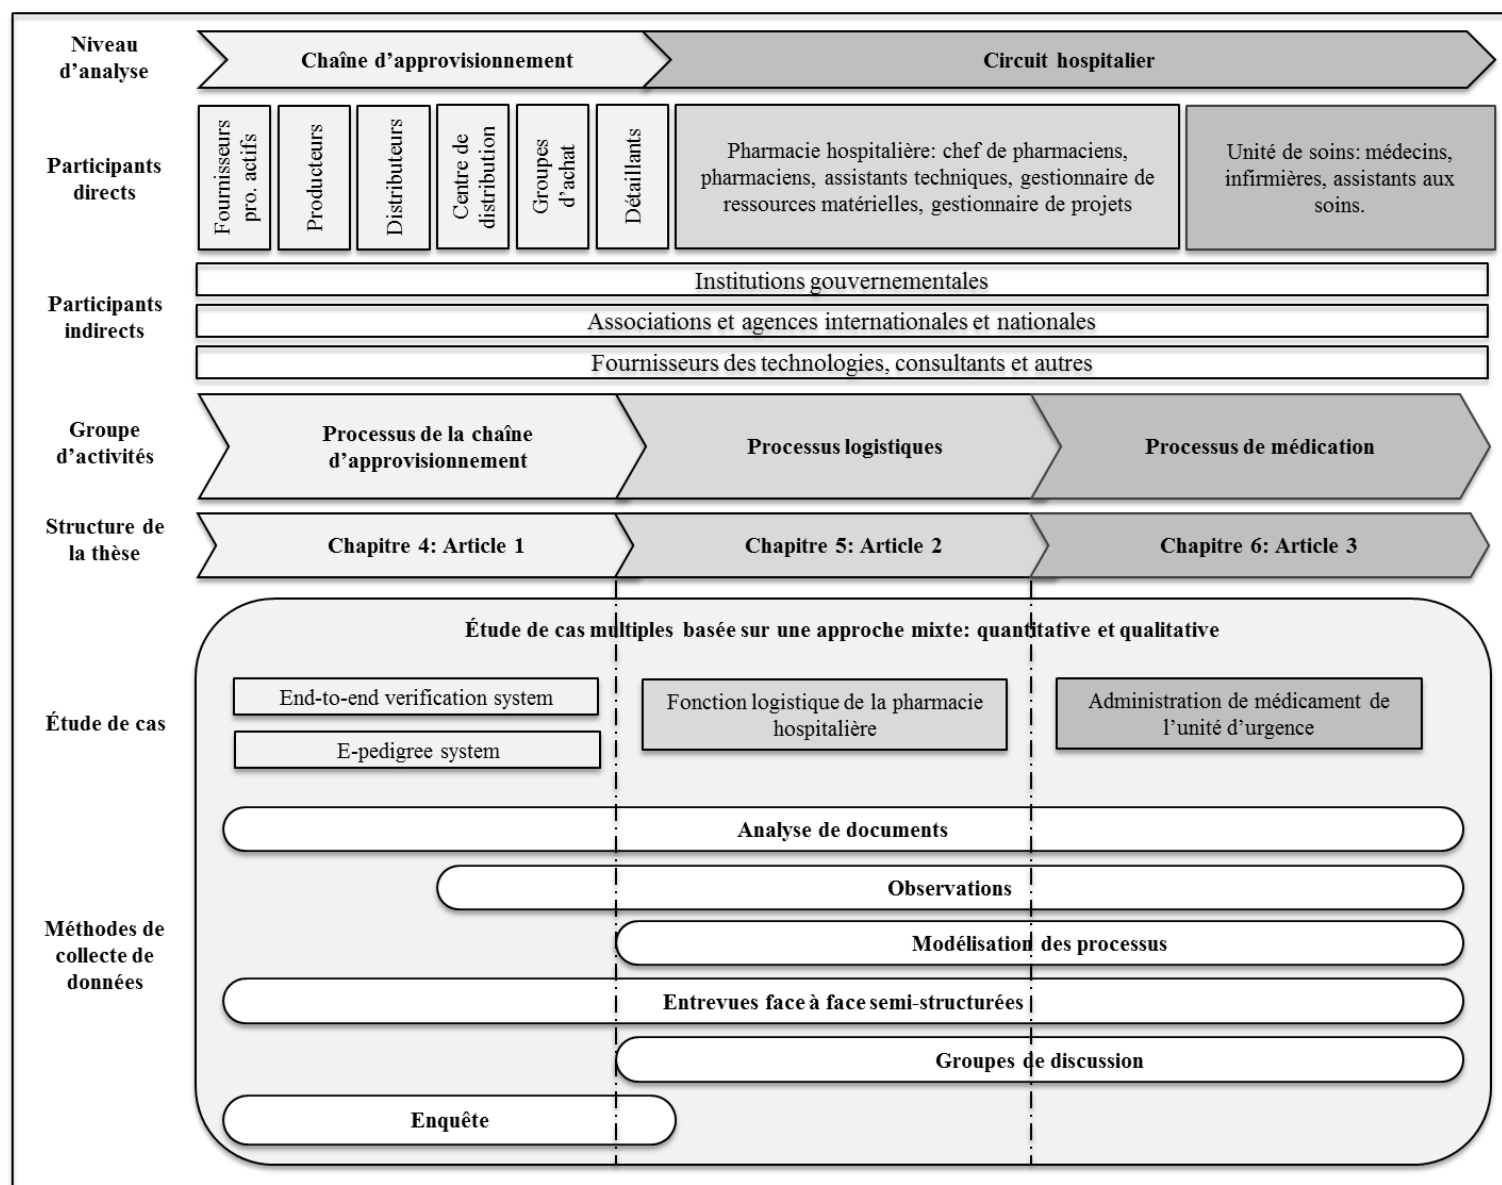 Niveau
d'analyse
Chaîne d'approvisionnement
Circuit hospitalier
Participants
directs
Fournisseurs
pro. actifs
Producteurs
Distributeurs
Centre de
distribution
Groupes
d'achat
Détaillants
Pharmacie hospitalière: chef de pharmaciens,
pharmaciens, assistants techniques, gestionnaire de
ressources matérielles, gestionnaire de projets
Unité de soins: médecins,
infirmières, assistants aux
soins.
Participants
indirects
Institutions gouvernementales
Associations et agences internationales et nationales
Fournisseurs des technologies, consultants et autres
Groupe
d'activités
Processus de la chaîne
d'approvisionnement
Processus logistiques
Processus de médication
Structure de
la thèse
Chapitre 4: Article 1
Chapitre 5: Article 2
Chapitre 6: Article 3
Étude de cas multiples basée sur une approche mixte: quantitative et qualitative
Étude de cas
End-to-end verification system
E-pedigree system
Fonction logistique de la pharmacie
hospitalière
Administration de médicament de
l'unité d'urgence
Méthodes de
collecte de
données
Analyse de documents
Observations
Modélisation des processus
Entrevues face à face semi-structurées
Groupes de discussion
Enquête